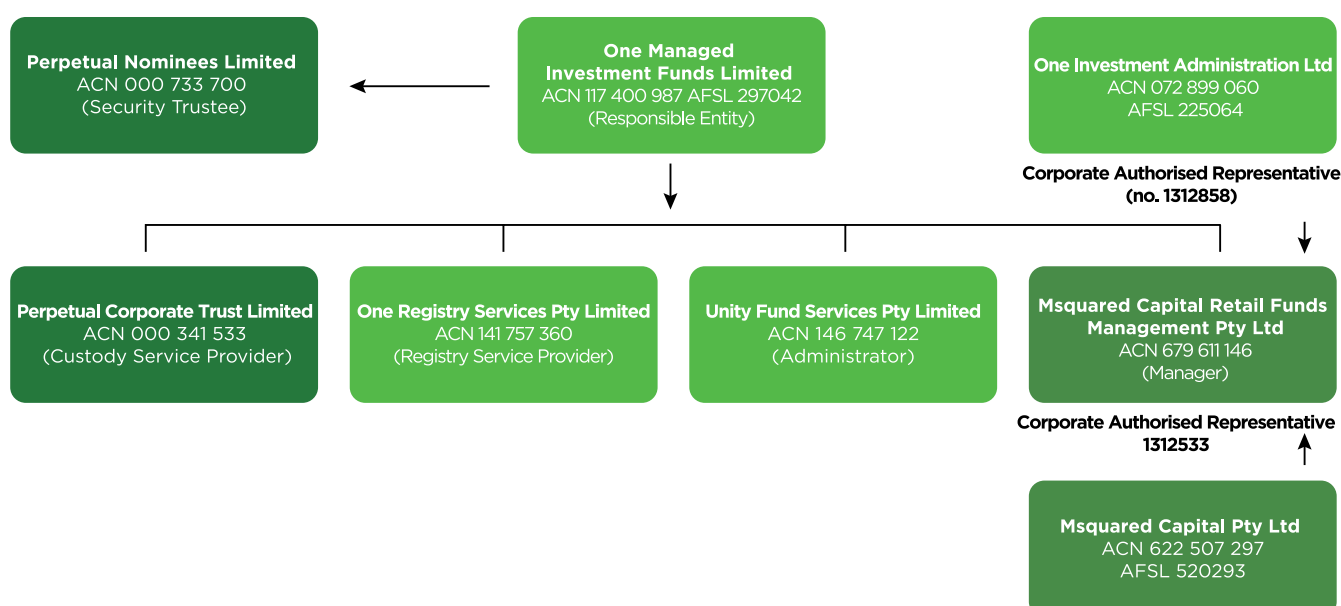 Perpetual Nominees Limited
ACN 000 733 700
(Security Trustee)
One Managed
Investment Funds Limited
ACN 117 400 987 AFSL 297042
(Responsible Entity)
One Investment Administration Ltd
ACN 072 899 060
AFSL 225064
Corporate Authorised Representative
(no. 1312858)
Perpetual Corporate Trust Limited
ACN 000 341 533
(Custody Service Provider)
One Registry Services Pty Limited
ACN 141 757 360
(Registry Service Provider)
Unity Fund Services Pty Limited
ACN 146 747 122
(Administrator)
Msquared Capital Retail Funds
Management Pty Ltd
ACN 679 611 146
(Manager)
Corporate Authorised Representative
1312533
Msquared Capital Pty Ltd
ACN 622 507 297
AFSL 520293